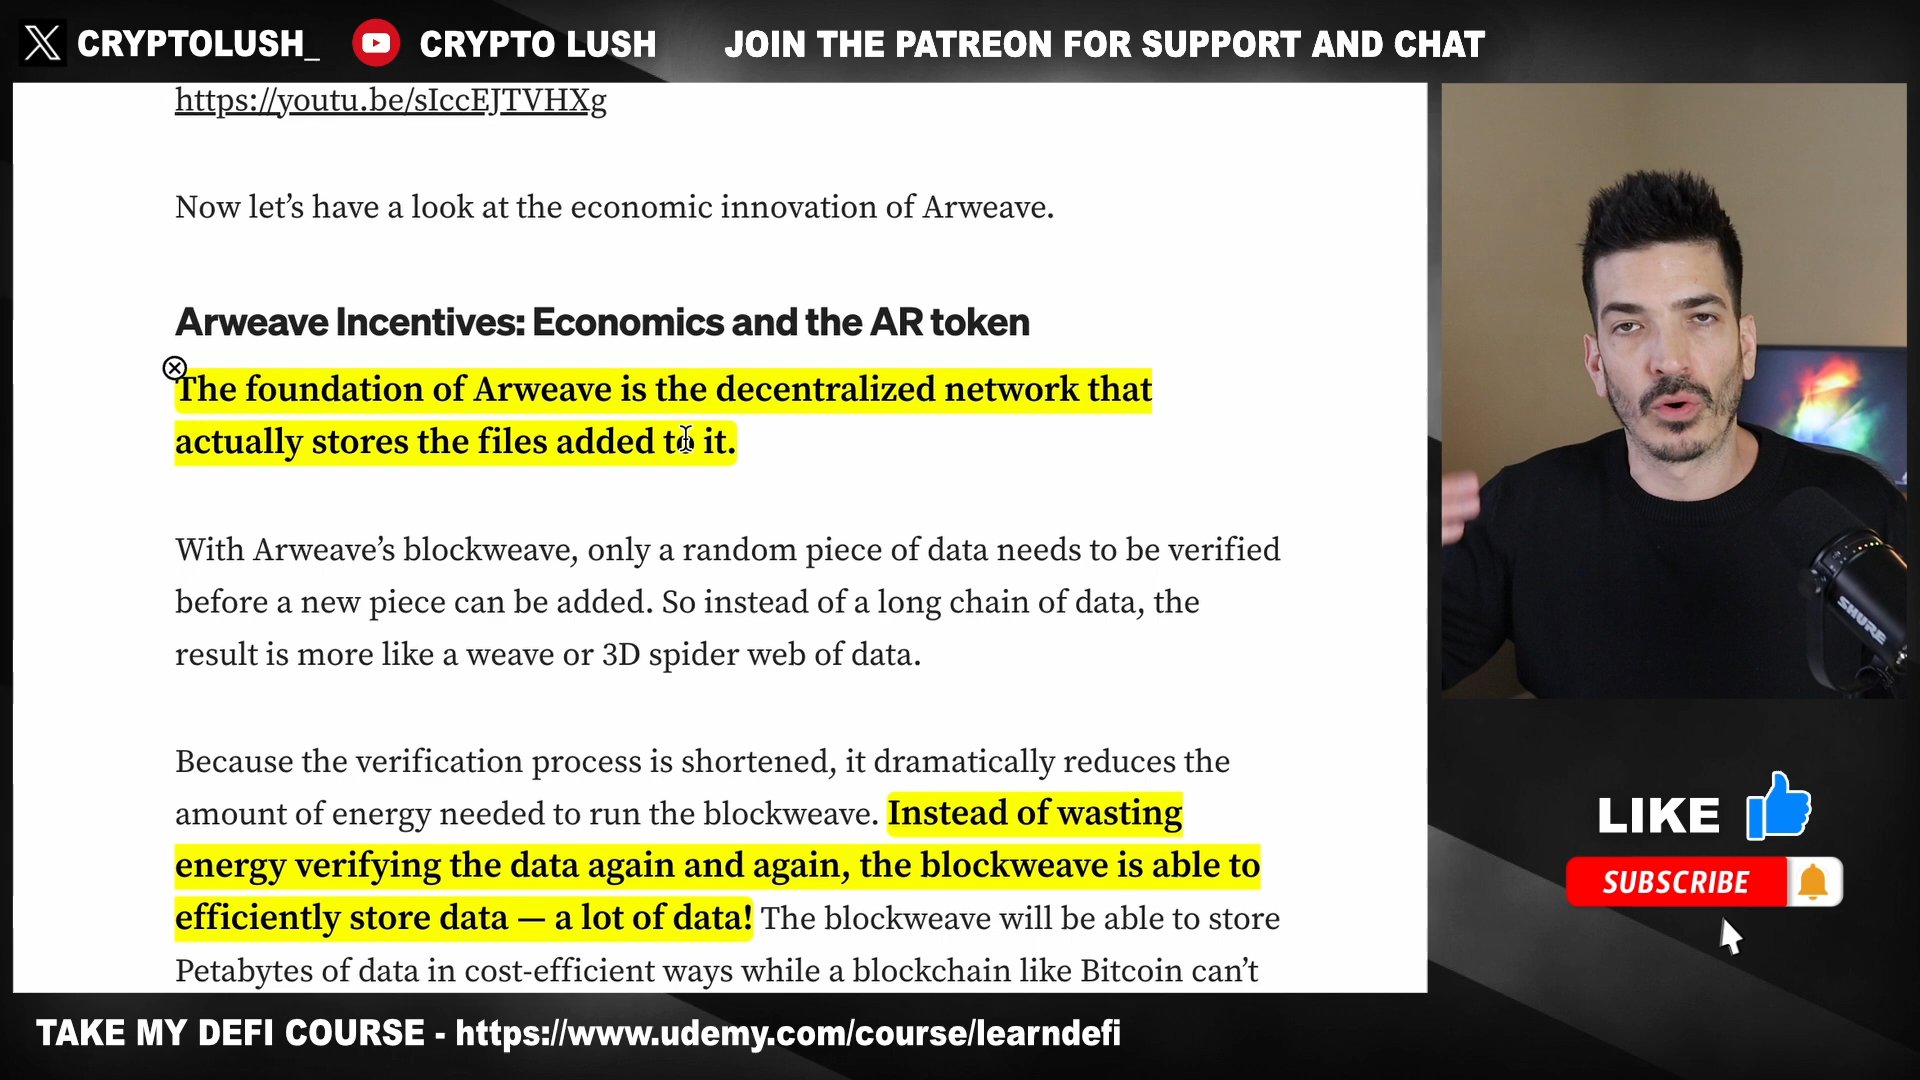 CRYPTOLUSH_ CRYPTO LUSH JOIN THE PATREON FOR SUPPORT AND CHAT
https://youtu.be/sIccEJTVHXg
Now let’s have a look at the economic innovation of Arweave.
Arweave Incentives: Economics and the AR token
The foundation of Arweave is the decentralized network that
actually stores the files added to it.
With Arweave’s blockweave, only a random piece of data needs to be verified
before a new piece can be added. So instead of a long chain of data, the
result is more like a weave or 3D spider web of data.
Because the verification process is shortened, it dramatically reduces the
amount of energy needed to run the blockweave. Instead of wasting
energy verifying the data again and again, the blockweave is able to
efficiently store data — a lot of data! The blockweave will be able to store
Petabytes of data in cost-efficient ways while a blockchain like Bitcoin can’t
SHURE
LIKE
SUBSCRIBE
TAKE MY DEFI COURSE - https://www.udemy.com/course/learndefi